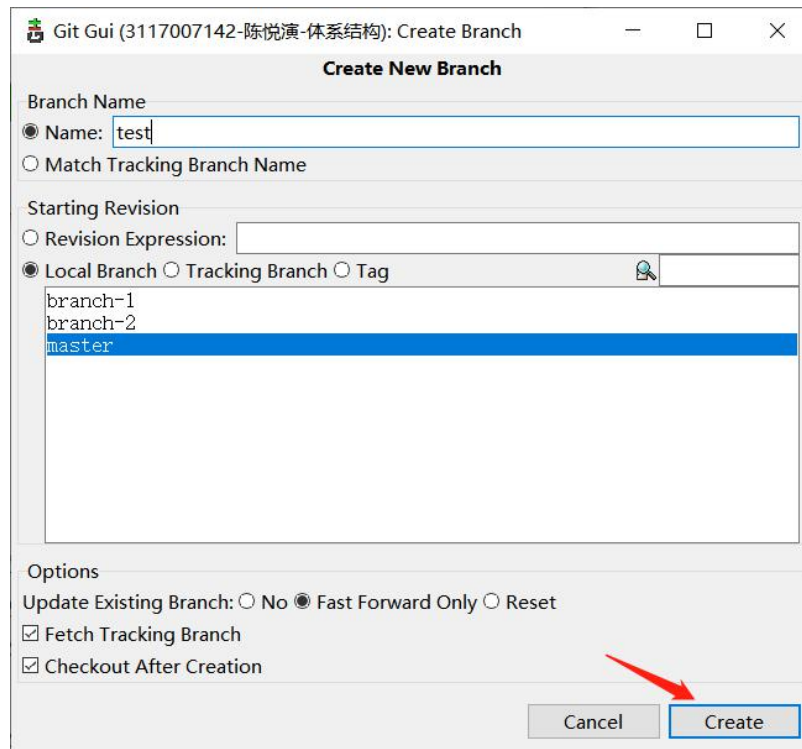 Git Gui (3117007142-陈悦演-体系结构): Create Branch
Create New Branch
Branch Name
Name: test
Match Tracking Branch Name
Starting Revision
Revision Expression:
Local Branch Tracking Branch Tag
branch-1
branch-2
master
Options
Update Existing Branch: No Fast Forward Only Reset
Fetch Tracking Branch
Checkout After Creation
Cancel Create